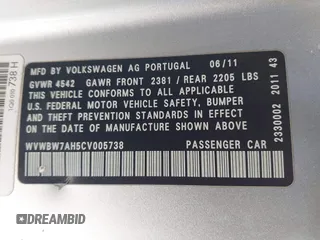 MFD BY VOLKSWAGEN AG PORTUGAL 06/11
GVWR 4542 GAWR FRONT 2381 / REAR 2205 LBS
THIS VEHICLE CONFORMS TO ALL APPLICABLE
U.S. FEDERAL MOTOR VEHICLE SAFETY, BUMPER
AND THEFT PREVENTION STANDARDS IN EFFECT
ON THE DATE OF MANUFACTURE SHOWN ABOVE
WVWBW7AH5CV005738 PASSENGER CAR
2330002 2011 43
738 H
DREAMBID